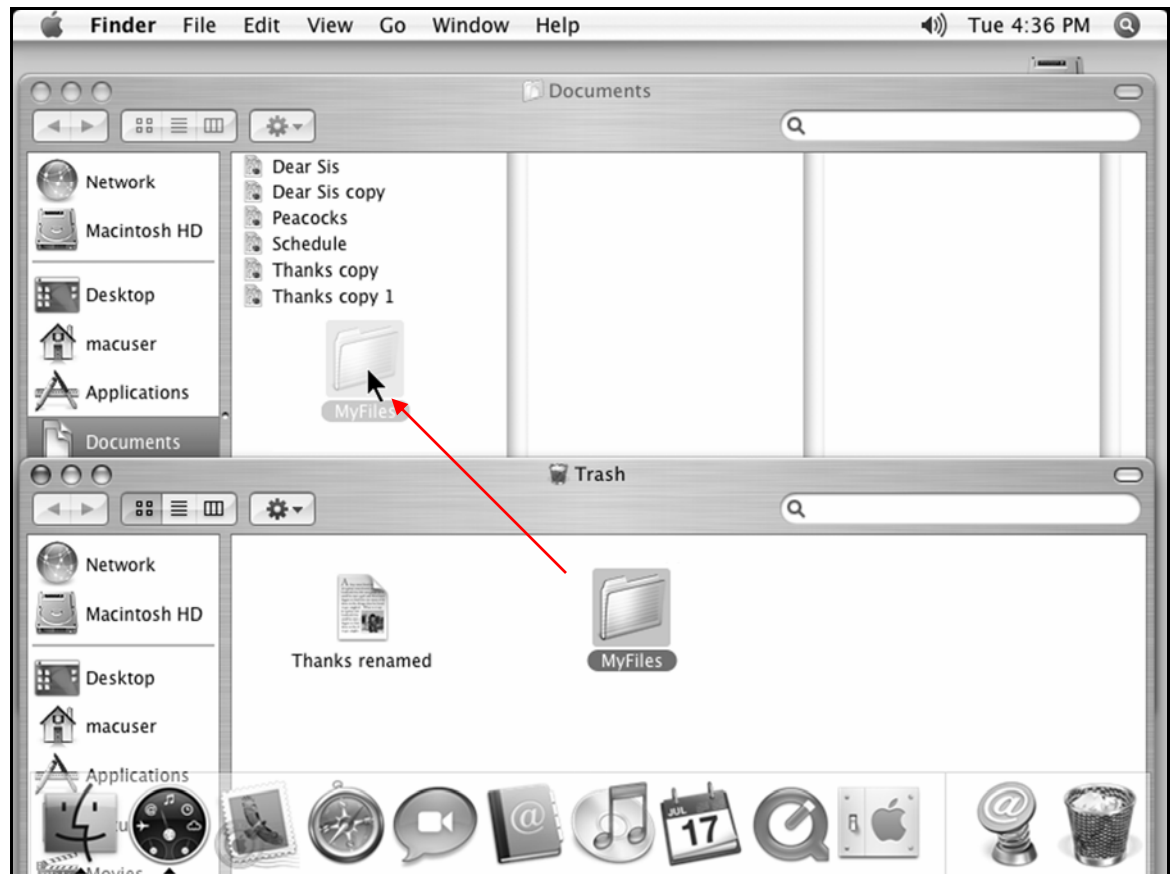 Finder File Edit View Go Window Help Tue 4:36 PM
Documents
Network
Macintosh HD
Desktop
macuser
Applications
Documents
Dear Sis
Dear Sis copy
Peacocks
Schedule
Thanks copy
Thanks copy 1
MyFiles
Trash
Network
Macintosh HD
Desktop
macuser
Applications
Movies
Thanks renamed
MyFiles
@
JUL
17
@